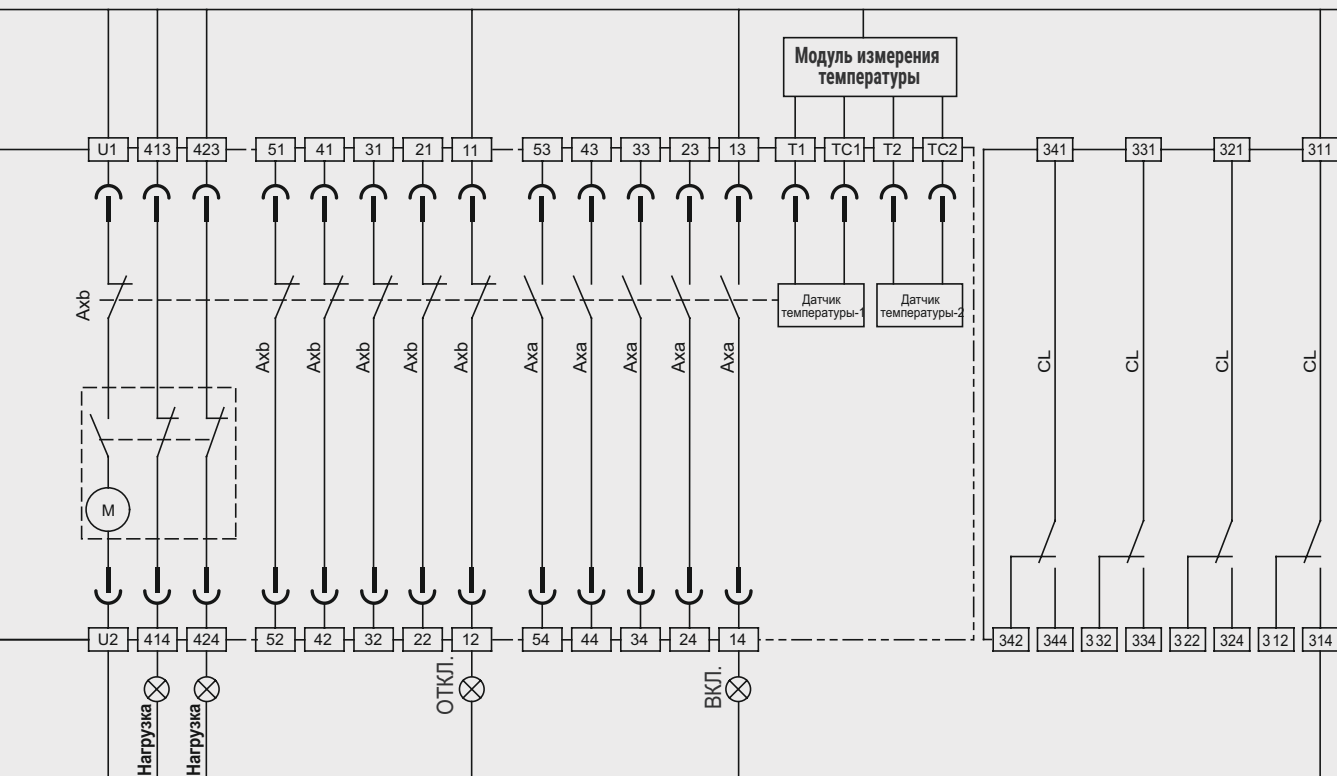 Модуль измерения
температуры
U1 413 423 51 41 31 21 11 53 43 33 23 13 T1 TC1 T2 TC2 341 331 321 311
Axb
Датчик
температуры-1
Датчик
температуры-2
Axb Axb Axb Axb Axb Axa Axa Axa Axa Axa CL CL CL CL
M
U2 414 424 52 42 32 22 12 54 44 34 24 14 342 344 332 334 322 324 312 314
ОТКЛ.
ВКЛ.
Нагрузка
Нагрузка